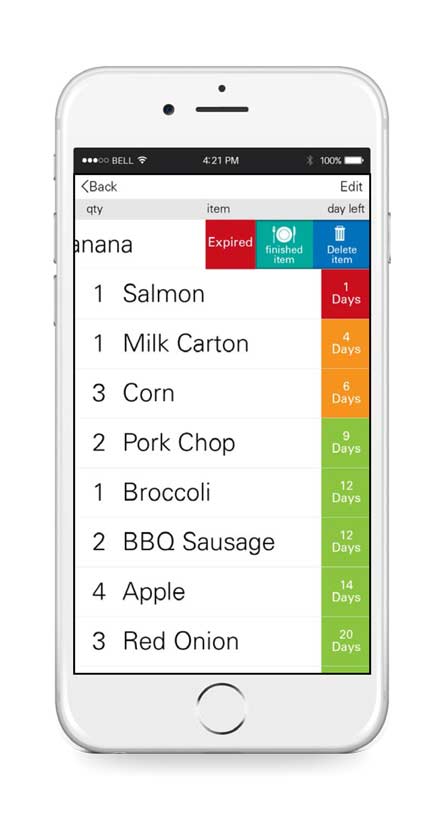 BELL 4:21 PM 100%
Back Edit
qty item day left
anana Expired finished item Delete item
1 Salmon 1 Days
1 Milk Carton 4 Days
3 Corn 6 Days
2 Pork Chop 9 Days
1 Broccoli 12 Days
2 BBQ Sausage 12 Days
4 Apple 14 Days
3 Red Onion 20 Days